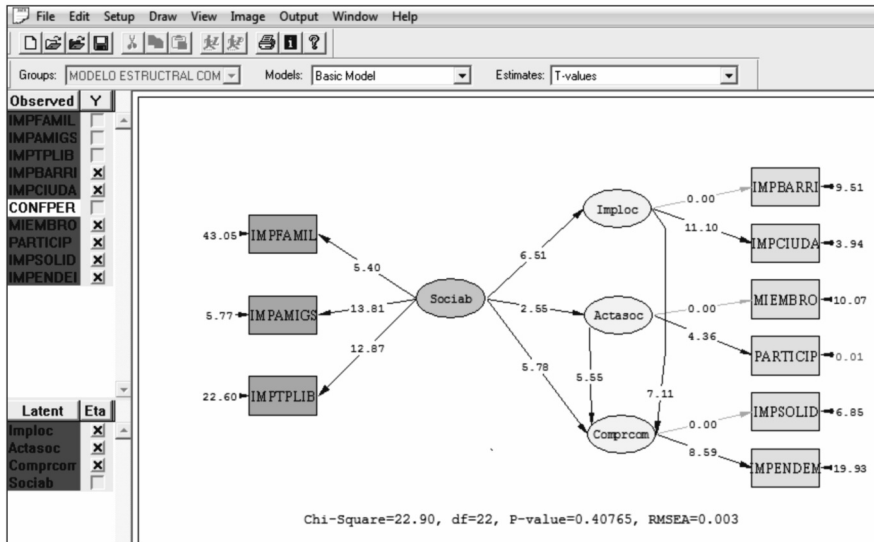 File Edit Setup Draw View Image Output Window Help
Groups: MODELO ESTRUCTRAL COM Models: Basic Model Estimates: T-values
Observed Y
IMPFAMIL
IMPAMIGS
IMPTPLIB
IMPBARRI
IMPCIUDA
CONFPER
MIEMBRO
PARTICIP
IMPSOLID
IMPENDEI
Latent Eta
Imploc
Actasoc
Comprcom
Sociab
43.05 IMPFAMIL
5.77 IMPAMIGS
22.60 IMPTPLIB
5.40
13.81
12.87
Sociab
6.51
2.55
5.78
Imploc
Actasoc
Comprcom
5.55
7.11
0.00
11.10
0.00
4.36
0.00
8.59
IMPBARRI 9.51
IMPCIUDA 3.94
MIEMBRO 10.07
PARTICIP 0.01
IMPSOLID 6.85
IMPENDEM 19.93
Chi-Square=22.90, df=22, P-value=0.40765, RMSEA=0.003